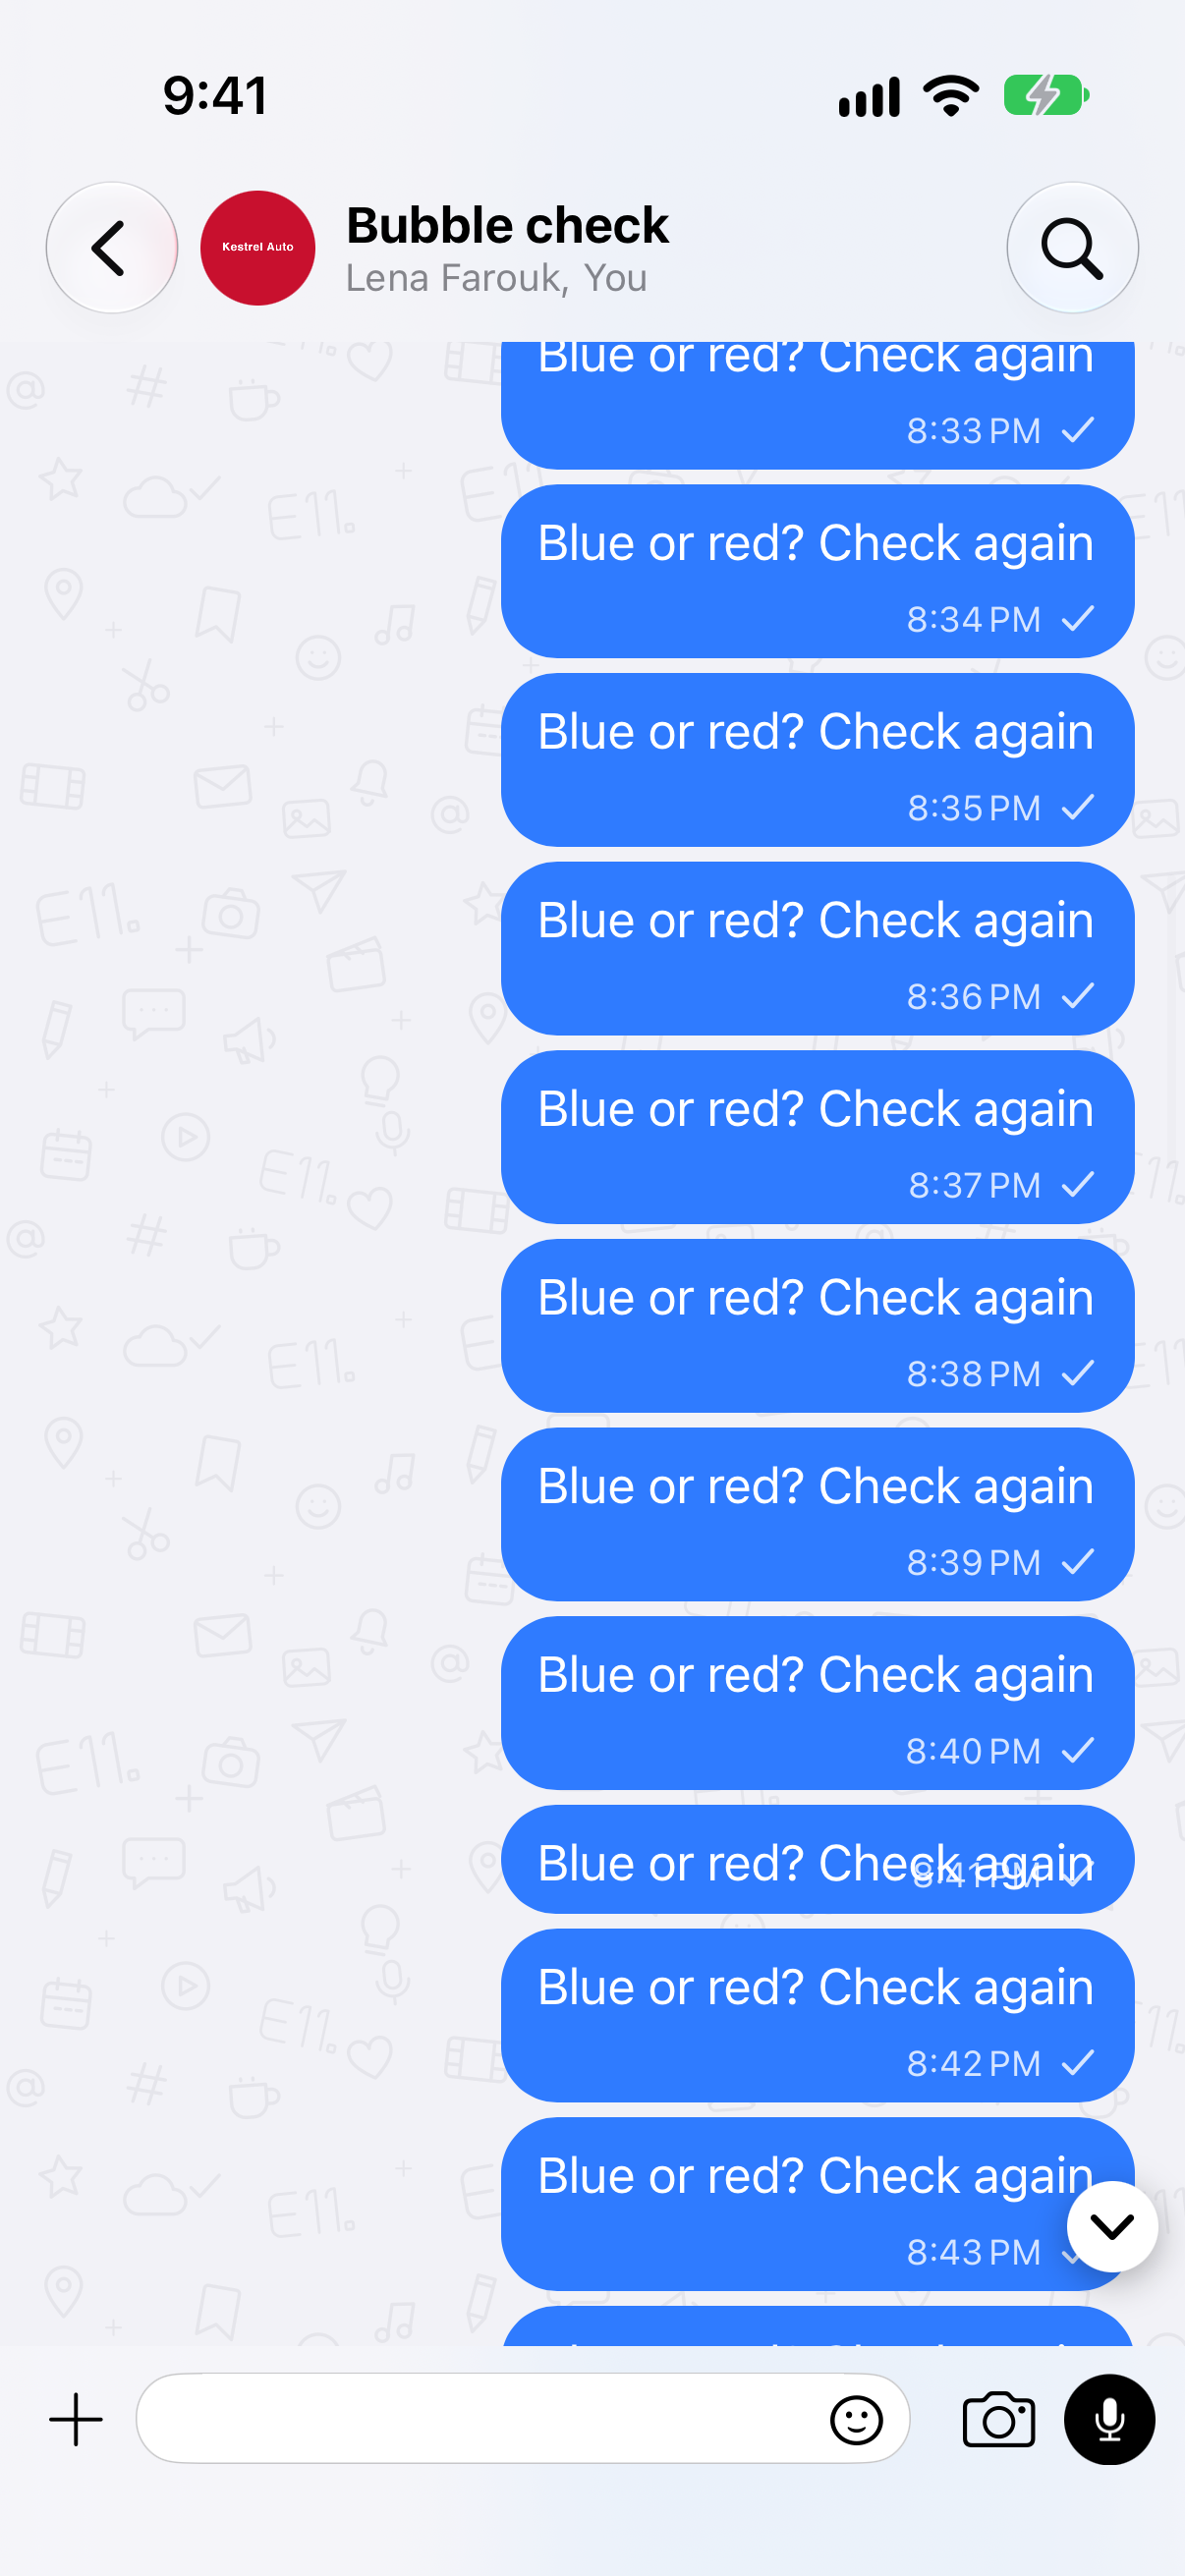 9:41
Kestrel Auto
Bubble check
Lena Farouk, You
Blue or red? Check again
8:33 PM
Blue or red? Check again
8:34 PM
Blue or red? Check again
8:35 PM
Blue or red? Check again
8:36 PM
Blue or red? Check again
8:37 PM
Blue or red? Check again
8:38 PM
Blue or red? Check again
8:39 PM
Blue or red? Check again
8:40 PM
Blue or red? Check again
8:41 PM
Blue or red? Check again
8:42 PM
Blue or red? Check again
8:43 PM